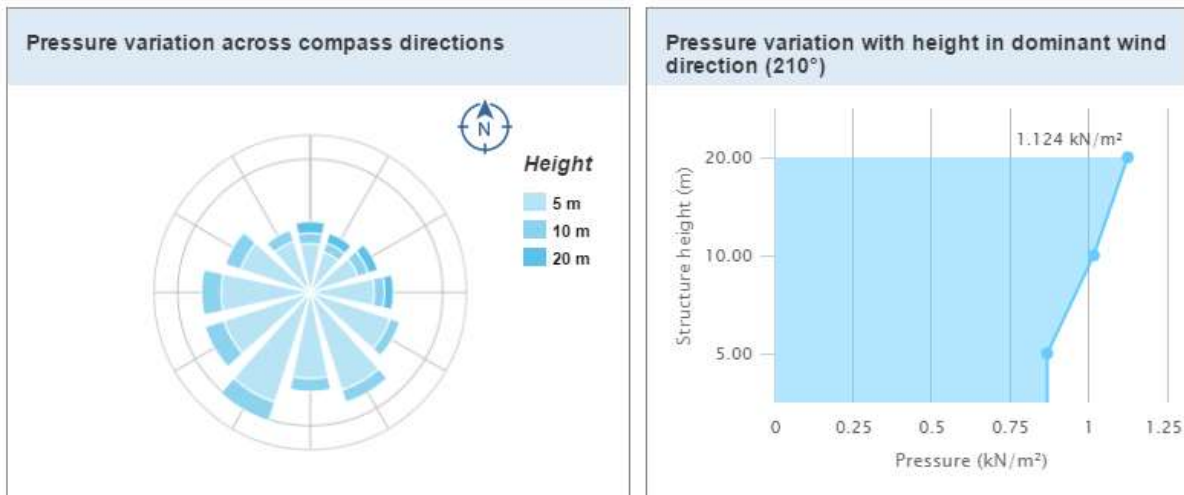 Pressure variation across compass directions
N
Height
5 m
10 m
20 m
Pressure variation with height in dominant wind
direction (210°)
1.124 kN/m²
20.00
10.00
5.00
Structure height (m)
0 0.25 0.5 0.75 1 1.25
Pressure (kN/m²)